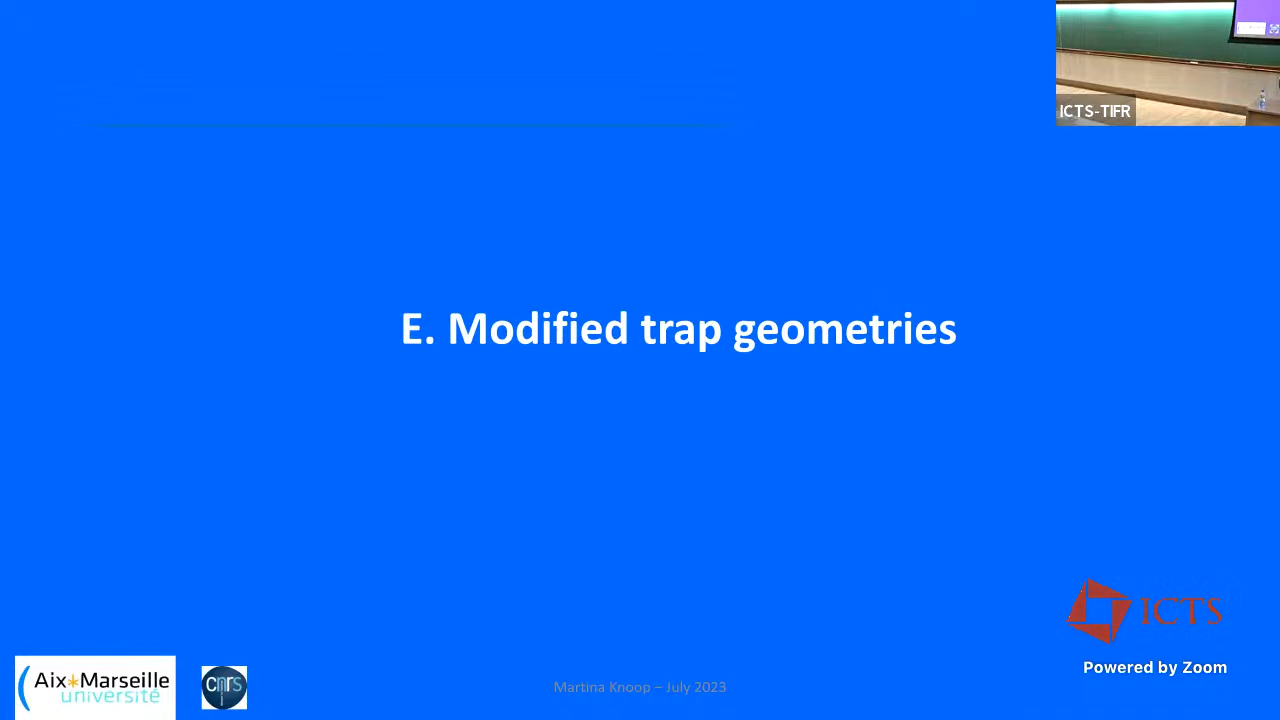 ICTS-TIFR
E. Modified trap geometries
ICTS
Powered by Zoom
Aix*Marseille
université
cnrs
Martina Knoop – July 2023